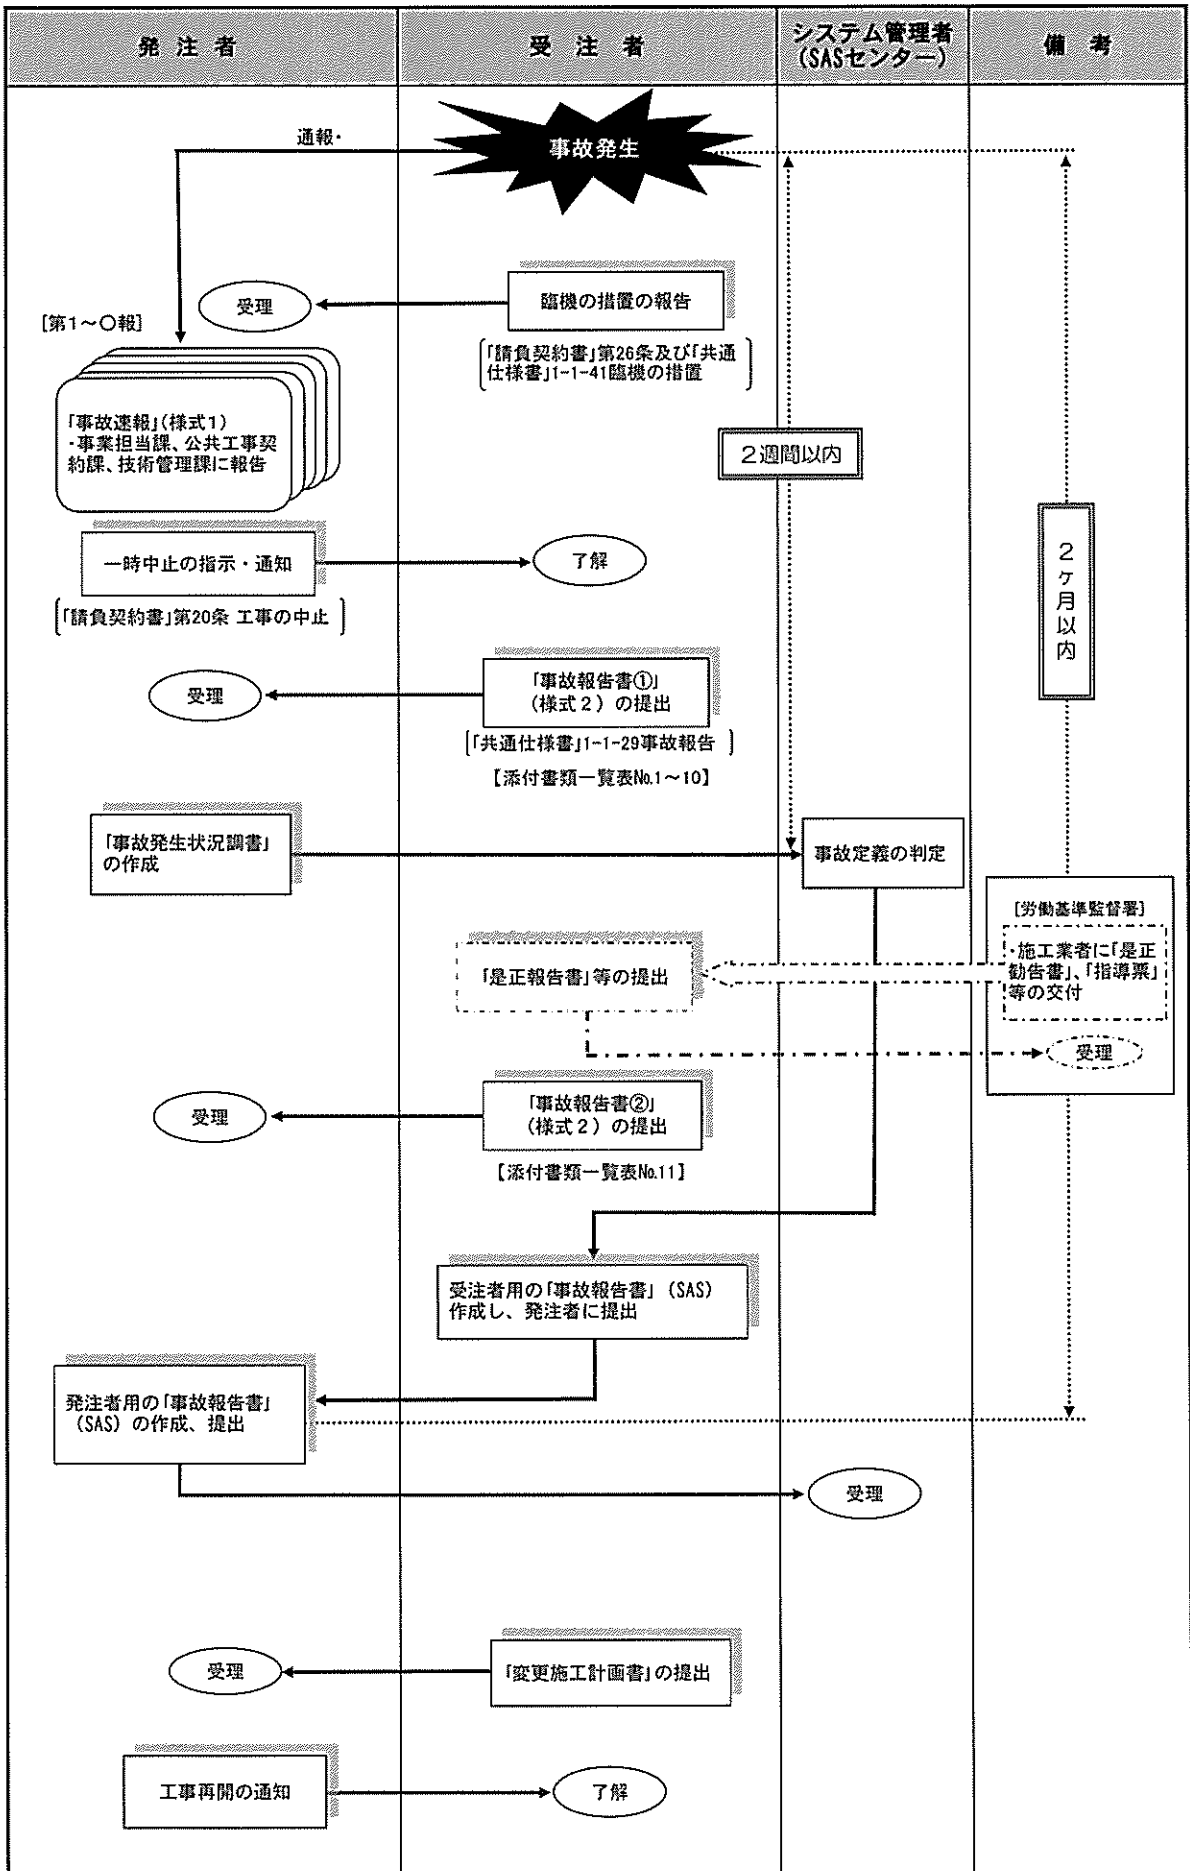 発 注 者
受 注 者
システム管理者
(SASセンター)
備 考
通報・
事故発生
受理
臨機の措置の報告
[第1～〇報]
「請負契約書」第26条及び「共通
仕様書」1-1-41臨機の措置
「事故速報」(様式1)
・事業担当課、公共工事契
約課、技術管理課に報告
2週間以内
2ヶ月以内
一時中止の指示・通知
了解
「請負契約書」第20条 工事の中止
受理
「事故報告書①」
(様式2) の提出
「共通仕様書」1-1-29事故報告
【添付書類一覧表No.1～10】
「事故発生状況調書」
の作成
事故定義の判定
[労働基準監督署]
・施工業者に「是正
勧告書」、「指導票」
等の交付
「是正報告書」等の提出
受理
受理
「事故報告書②」
(様式2) の提出
【添付書類一覧表No.11】
受注者用の「事故報告書」(SAS)
作成し、発注者に提出
発注者用の「事故報告書」
(SAS) の作成、提出
受理
受理
「変更施工計画書」の提出
工事再開の通知
了解